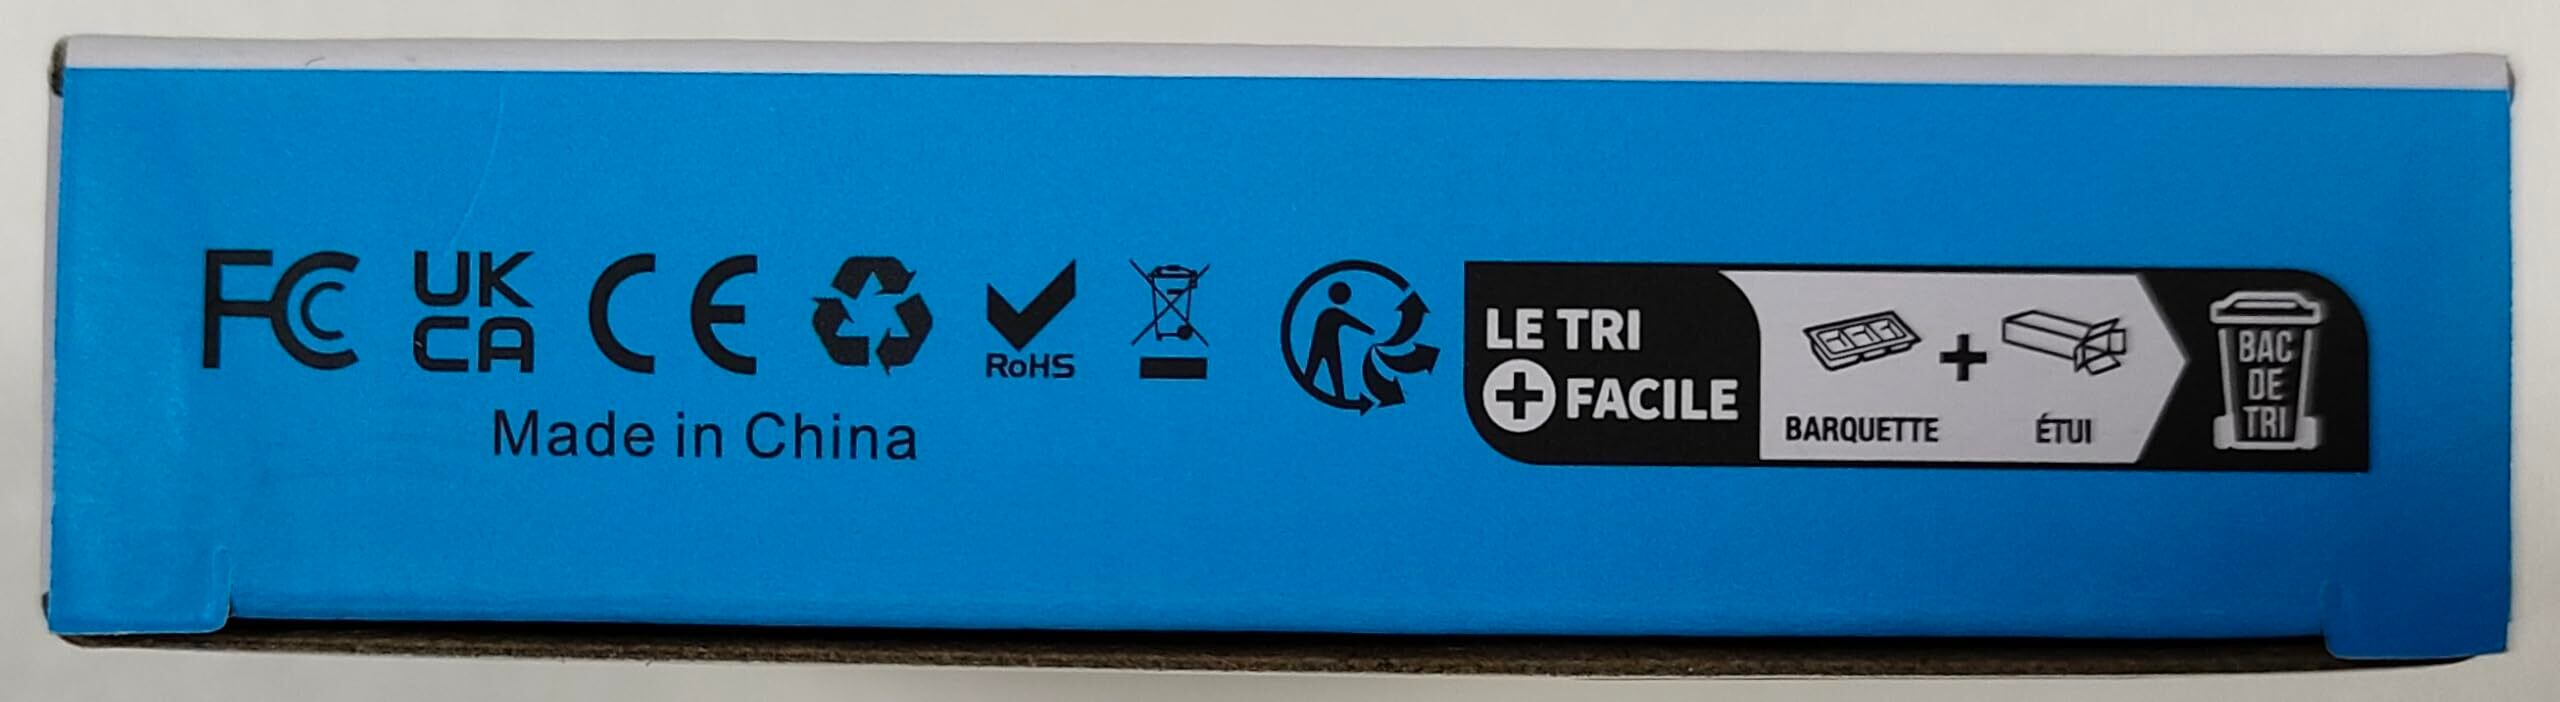 FC
UK
CA
CE
RoHS
Made in China
LE TRI
+ FACILE
BARQUETTE + ÉTUI
BAC
DE
TRI